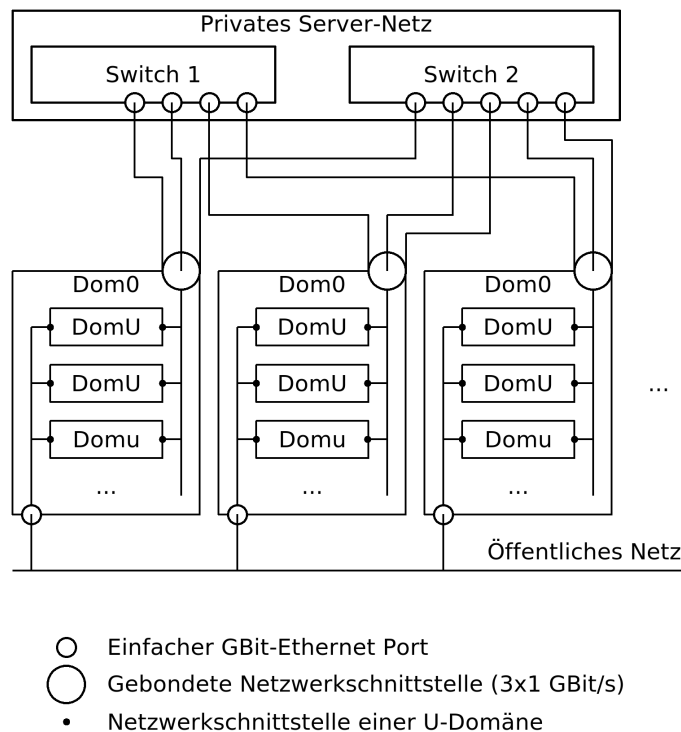 Privates Server-Netz
Switch 1
Switch 2
Dom0
Dom0
Dom0
DomU
DomU
DomU
DomU
DomU
DomU
...
Domu
Domu
Domu
...
...
...
Öffentliches Netz
Einfacher GBit-Ethernet Port
Gebondete Netzwerkschnittstelle (3x1 GBit/s)
Netzwerkschnittstelle einer U-Domäne